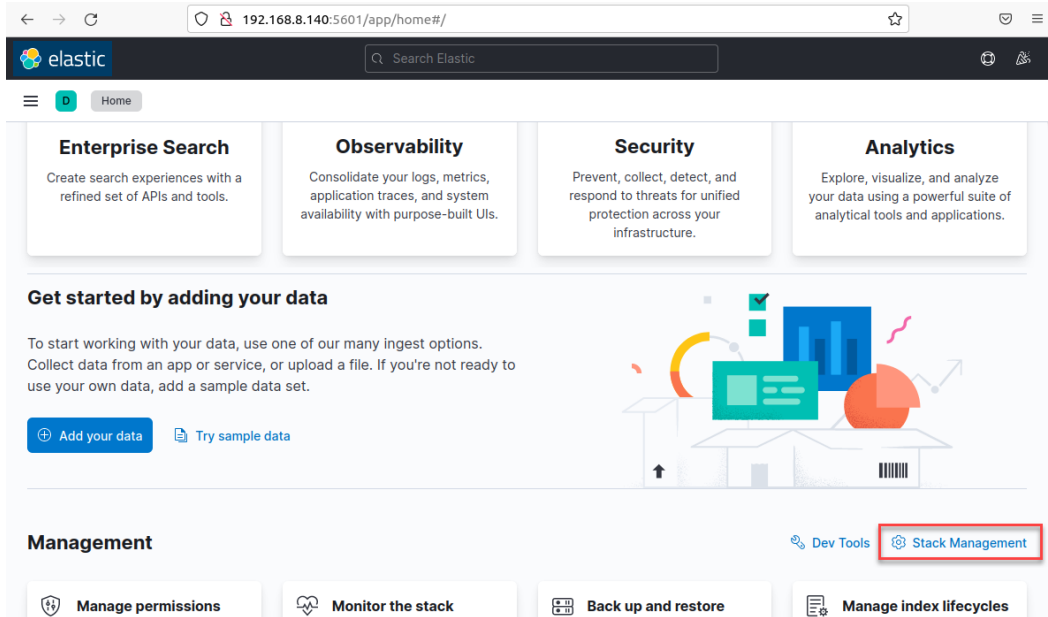 192.168.8.140:5601/app/home#/
elastic
Search Elastic
D
Home
Enterprise Search
Create search experiences with a
refined set of APIs and tools.
Observability
Consolidate your logs, metrics,
application traces, and system
availability with purpose-built UIs.
Security
Prevent, collect, detect, and
respond to threats for unified
protection across your
infrastructure.
Analytics
Explore, visualize, and analyze
your data using a powerful suite of
analytical tools and applications.
Get started by adding your data
To start working with your data, use one of our many ingest options.
Collect data from an app or service, or upload a file. If you're not ready to
use your own data, add a sample data set.
Add your data
Try sample data
Management
Dev Tools
Stack Management
Manage permissions
Monitor the stack
Back up and restore
Manage index lifecycles